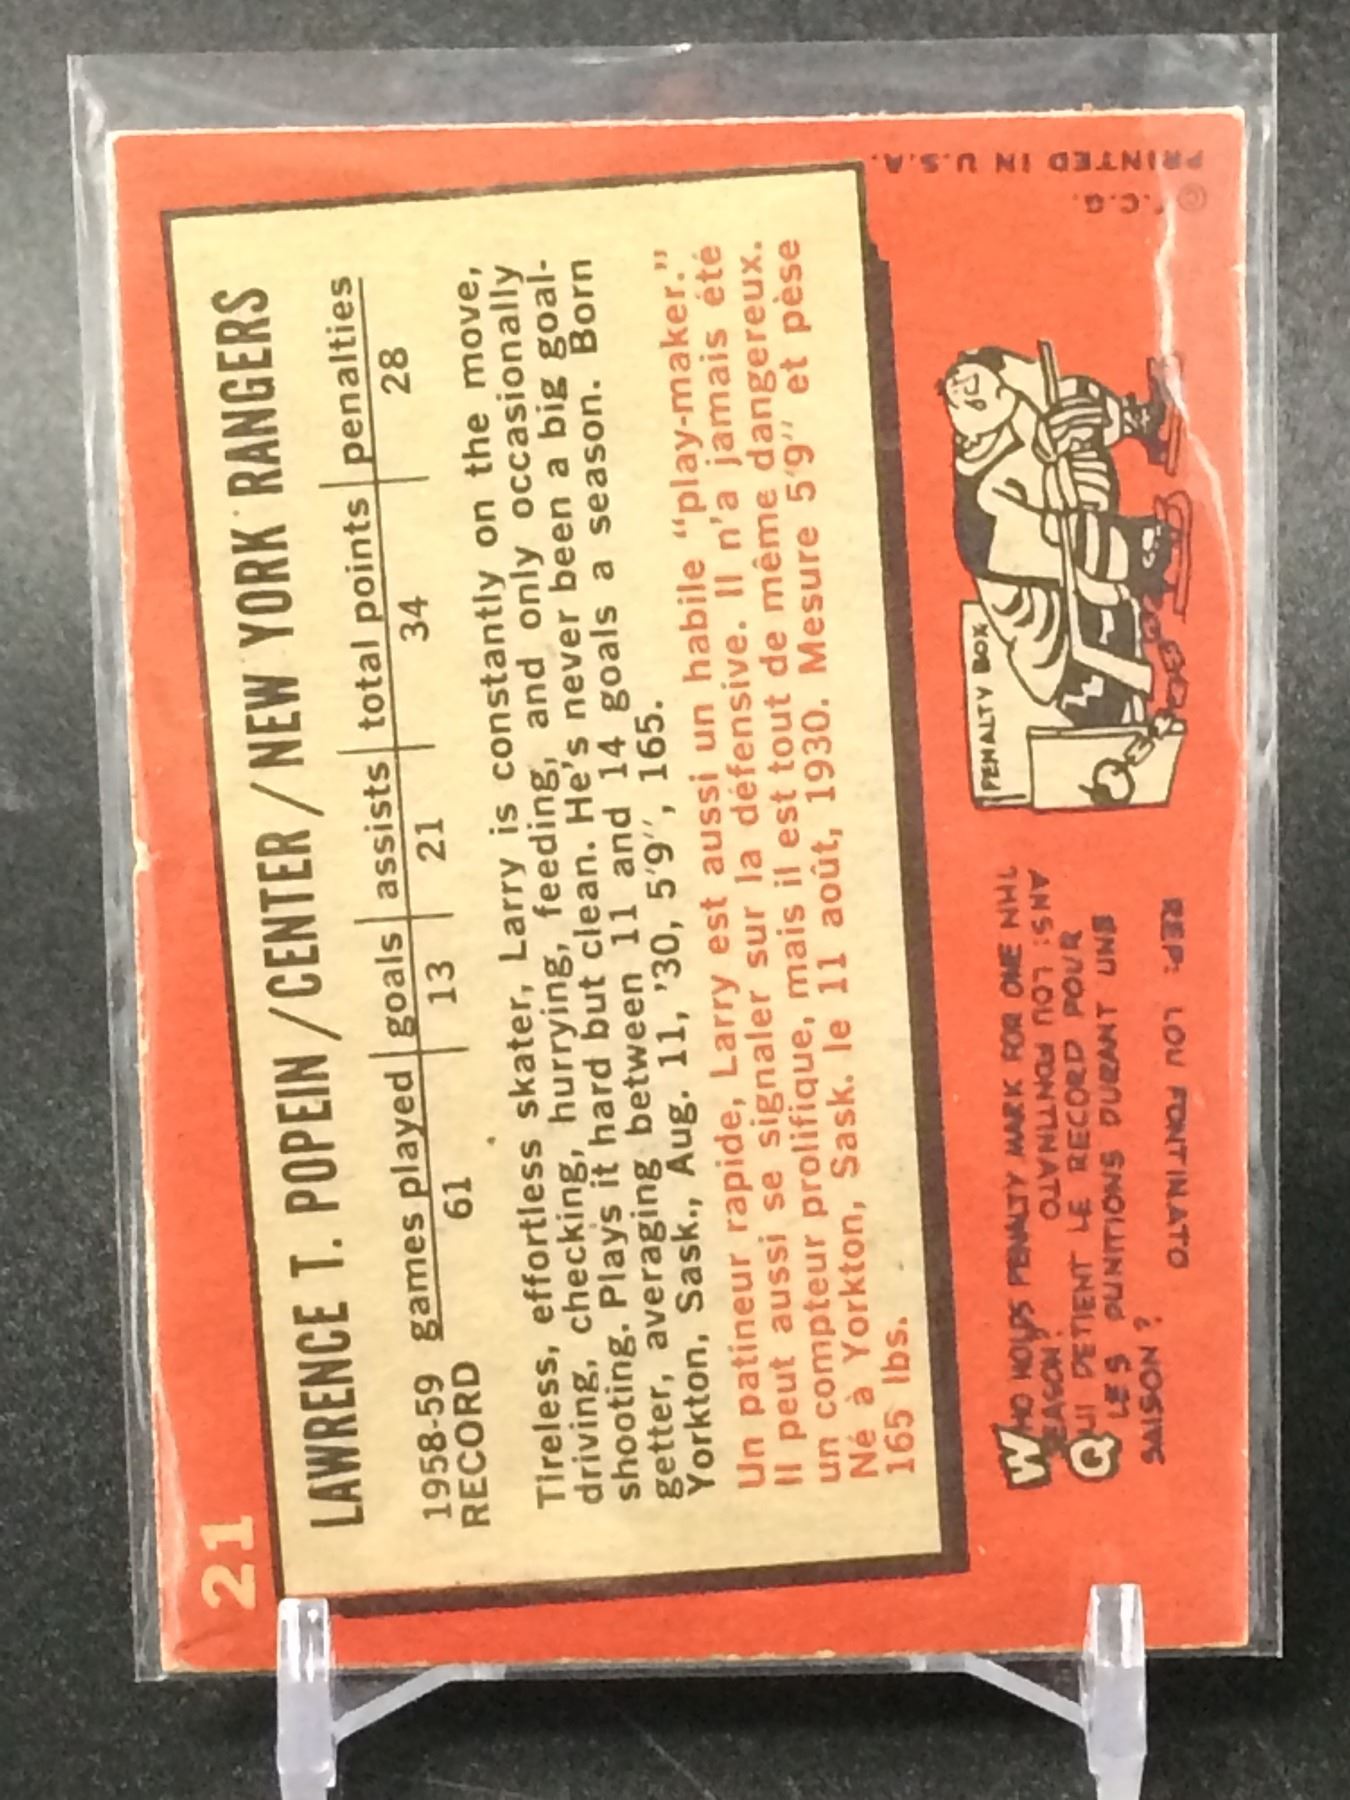 21
LAWRENCE T. POPEIN/CENTER/NEW YORK RANGERS
1958-59 RECORD
games played goals assists total points penalties
61 13 21 34 28
Tireless, effortless skater, Larry is constantly on the move,
driving, checking, hurrying, feeding, and only occasionally
shooting. Plays it hard but clean. He's never been a big goal-
getter, averaging between 11 and 14 goals a season. Born
Yorkton, Sask., Aug. 11, '30, 5'9", 165.
Un patineur rapide, Larry est aussi un habile "play-maker."
Il peut aussi se signaler sur la défensive. Il n'a jamais été
un compteur prolifique, mais il est tout de même dangereux.
Né à Yorkton, Sask. le 11 août, 1930. Mesure 5'9" et pèse
165 lbs.
WHO HOLDS PENALTY MARK FOR ONE NHL
SEASON?
ANS: LOU FONTINATO
QUI DETIENT LE RECORD POUR
LES PUNITIONS DURANT UNE
SAISON?
REP: LOU FONTINATO
PENALTY BOX
© T.C.G.
PRINTED IN U.S.A.